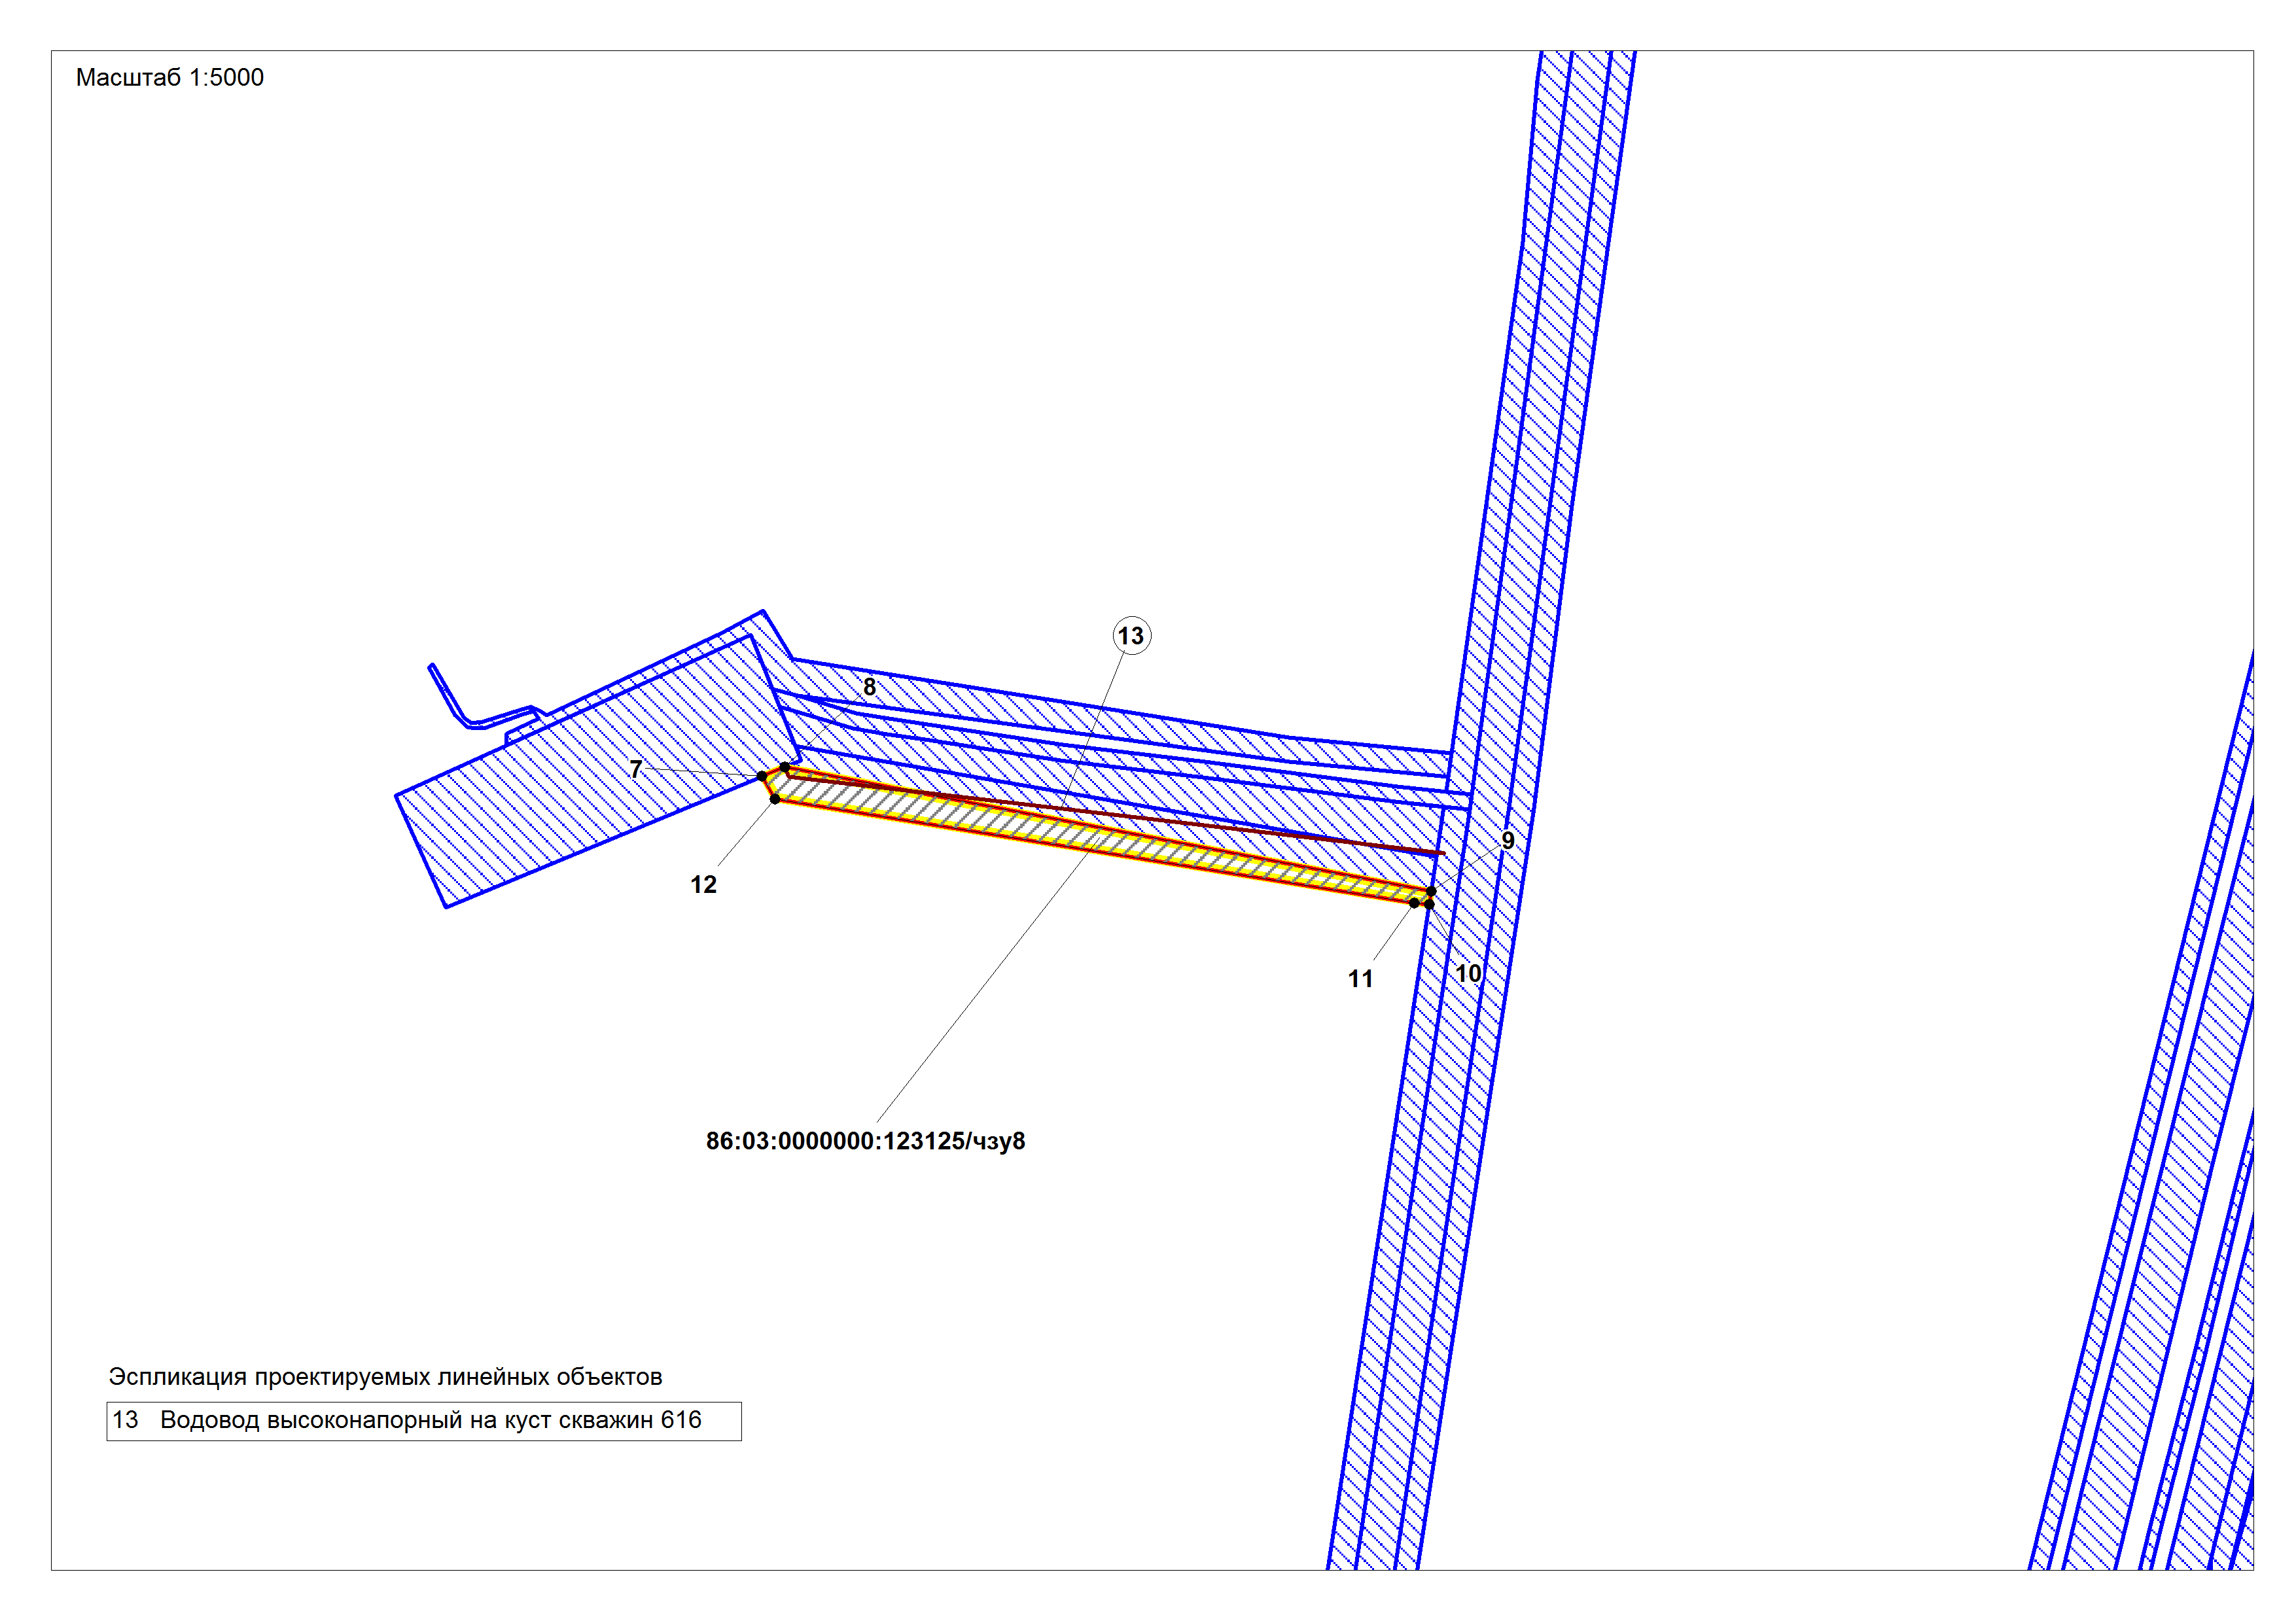 Масштаб 1:5000
13
8
7
9
12
11
10
86:03:0000000:123125/чзу8
Эспликация проектируемых линейных объектов
13 Водовод высоконапорный на куст скважин 616